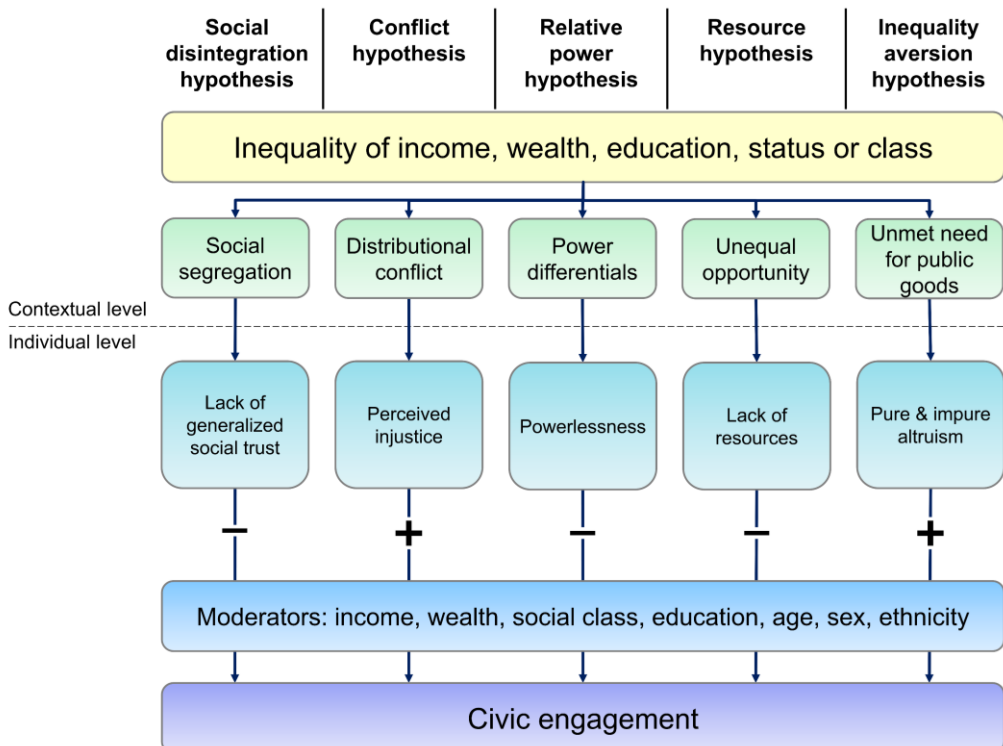 Social
disintegration
hypothesis
Conflict
hypothesis
Relative
power
hypothesis
Resource
hypothesis
Inequality
aversion
hypothesis
Inequality of income, wealth, education, status or class
Social
segregation
Distributional
conflict
Power
differentials
Unequal
opportunity
Unmet need
for public
goods
Contextual level
Individual level
Lack of
generalized
social trust
Perceived
injustice
Powerlessness
Lack of
resources
Pure & impure
altruism
− + − − +
Moderators: income, wealth, social class, education, age, sex, ethnicity
Civic engagement